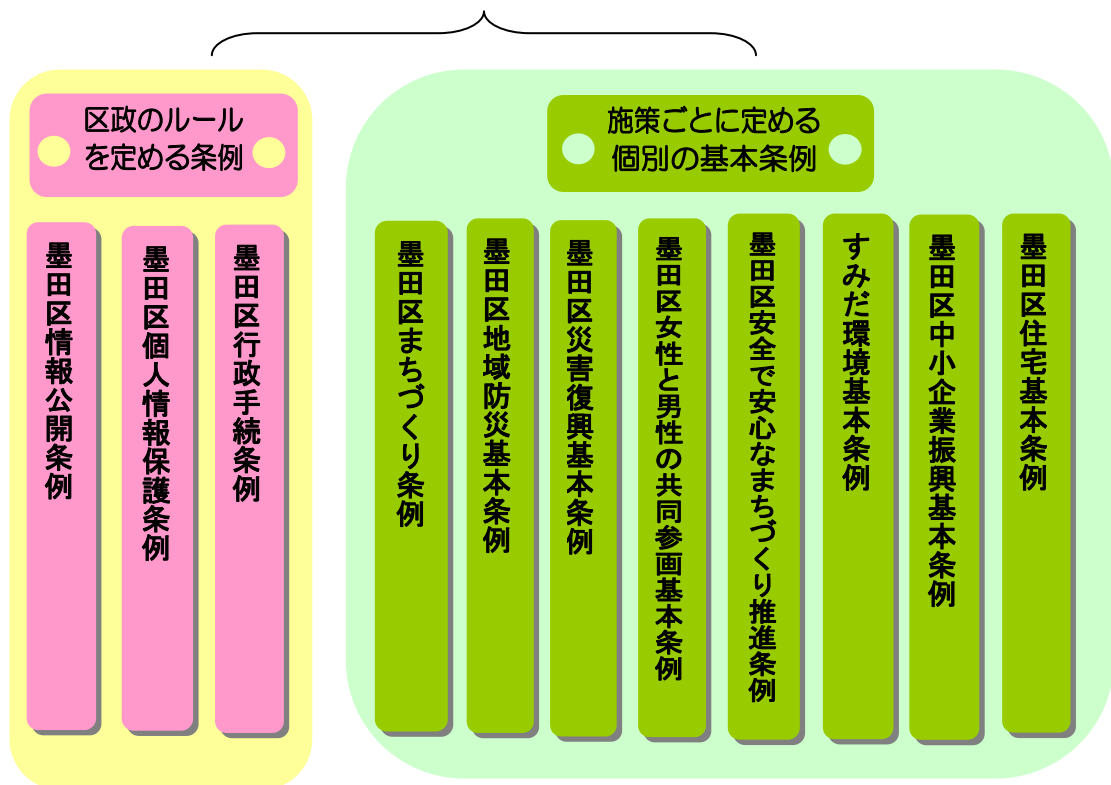 区政のルール
を定める条例
墨田区情報公開条例
墨田区個人情報保護条例
墨田区行政手続条例
施策ごとに定める
個別の基本条例
墨田区まちづくり条例
墨田区地域防災基本条例
墨田区災害復興基本条例
墨田区女性と男性の共同参画基本条例
墨田区安全で安心なまちづくり推進条例
すみだ環境基本条例
墨田区中小企業振興基本条例
墨田区住宅基本条例